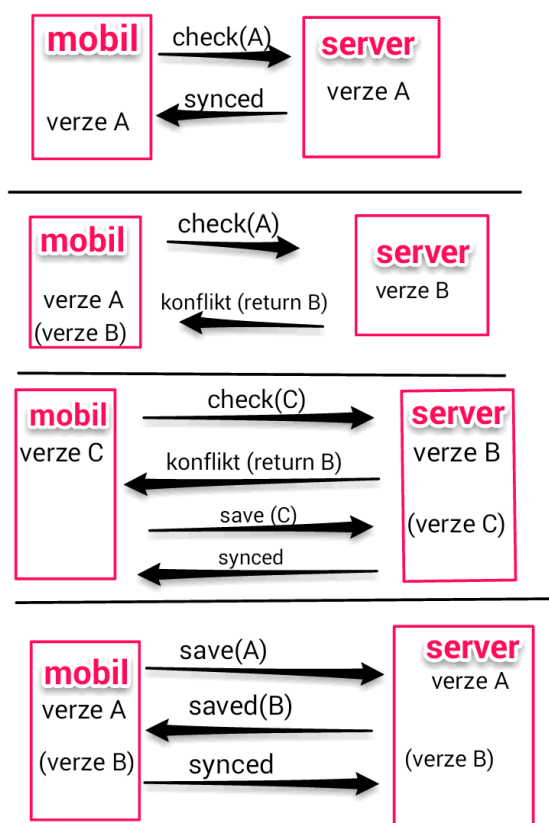 mobil
check(A)
server
verze A
synced
verze A
mobil
check(A)
server
verze A
(verze B)
konflikt (return B)
verze B
mobil
check(C)
server
verze C
verze B
konflikt (return B)
save (C)
(verze C)
synced
mobil
save(A)
server
verze A
verze A
saved(B)
(verze B)
(verze B)
synced